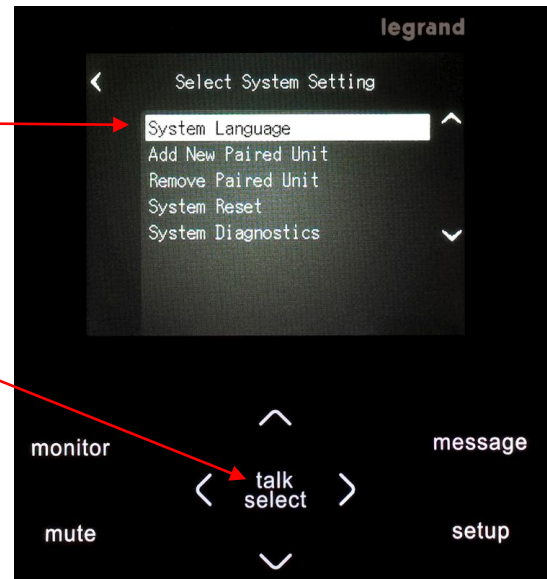 legrand
Select System Setting
System Language
Add New Paired Unit
Remove Paired Unit
System Reset
System Diagnostics
monitor
message
talk
select
mute
setup